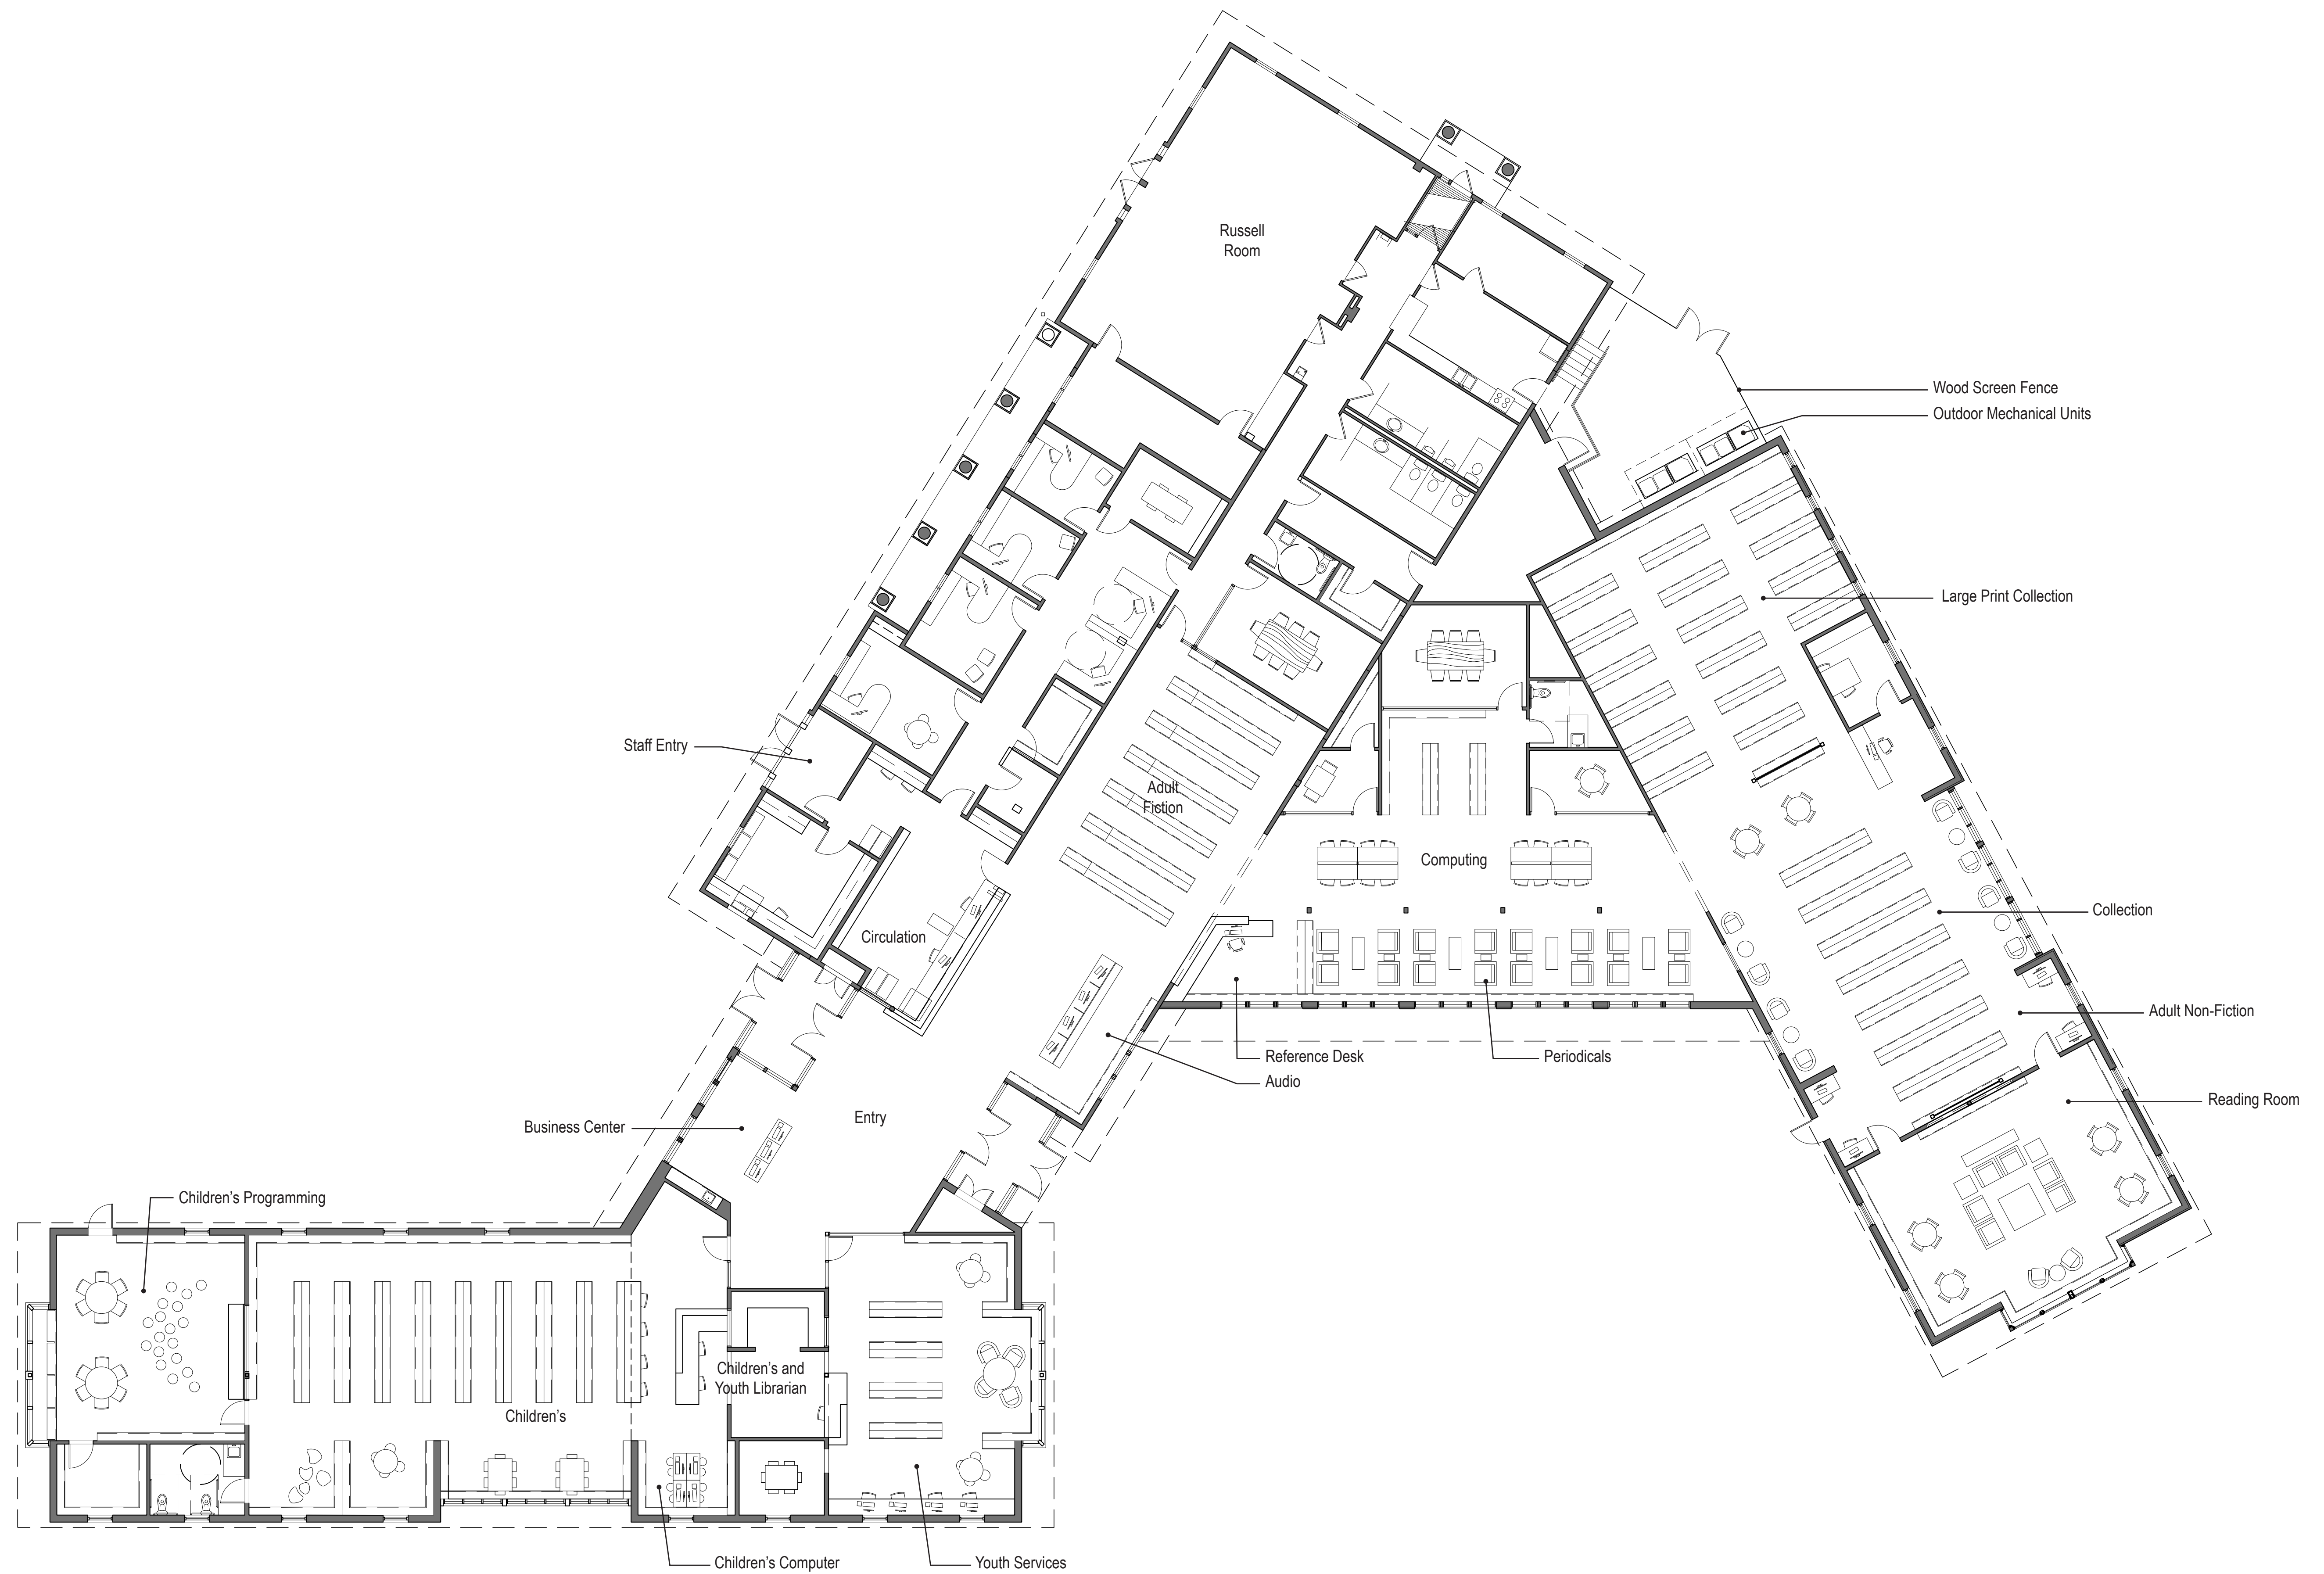 Russell
Room
Wood Screen Fence
Outdoor Mechanical Units
Large Print Collection
Staff Entry
Adult
Fiction
Computing
Collection
Circulation
Adult Non-Fiction
Reference Desk
Periodicals
Audio
Reading Room
Entry
Business Center
Children's Programming
Children's and
Youth Librarian
Children's
Children's Computer
Youth Services